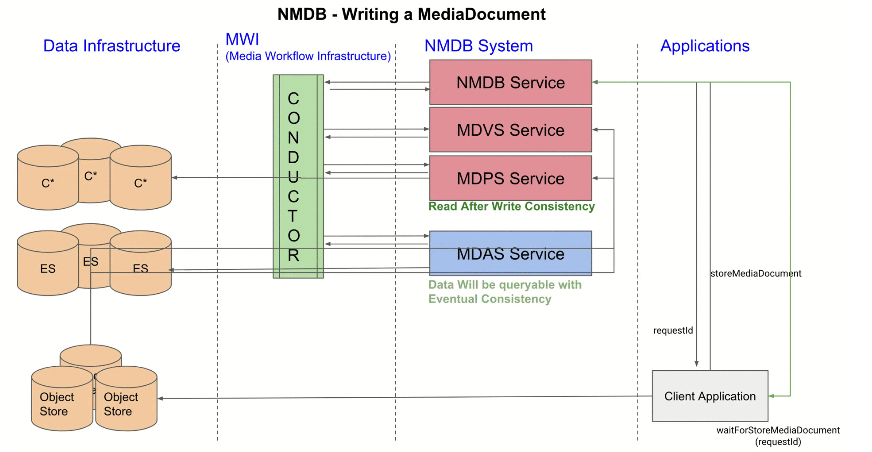 NMDB - Writing a MediaDocument
Data Infrastructure
MWI
(Media Workflow Infrastructure)
NMDB System
Applications
C
O
N
D
U
C
T
O
R
NMDB Service
MDVS Service
MDPS Service
Read After Write Consistency
MDAS Service
Data Will be queryable with
Eventual Consistency
C*
C*
C*
ES
ES
ES
Object
Store
Object
Store
storeMediaDocument
requestId
Client Application
waitForStoreMediaDocument
(requestId)